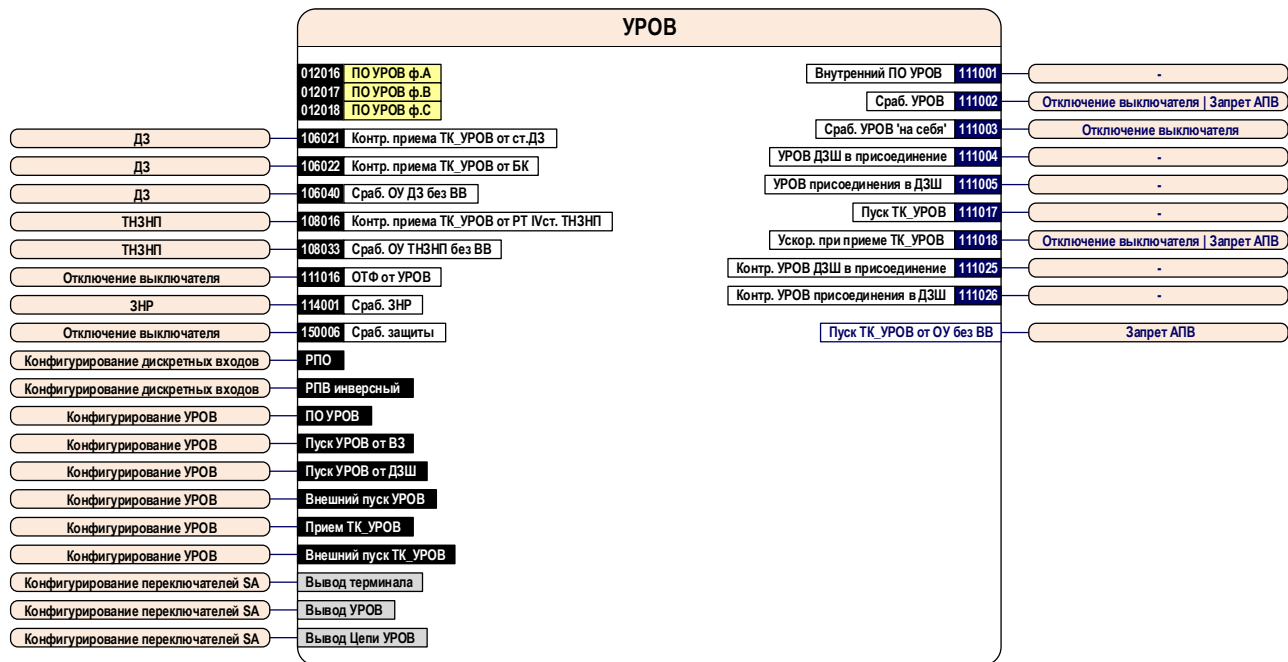 УРОВ
012016 ПО УРОВ ф.А
012017 ПО УРОВ ф.В
012018 ПО УРОВ ф.С
ДЗ 106021 Контр. приема ТК_УРОВ от ст.ДЗ
ДЗ 106022 Контр. приема ТК_УРОВ от БК
ДЗ 106040 Сраб. ОУ ДЗ без ВВ
ТНЗНП 108016 Контр. приема ТК_УРОВ от РТ IVст. ТНЗНП
ТНЗНП 108033 Сраб. ОУ ТНЗНП без ВВ
Отключение выключателя 111016 ОТФ от УРОВ
ЗНР 114001 Сраб. ЗНР
Отключение выключателя 150006 Сраб. защиты
Конфигурирование дискретных входов РПО
Конфигурирование дискретных входов РПВ инверсный
Конфигурирование УРОВ ПО УРОВ
Конфигурирование УРОВ Пуск УРОВ от ВЗ
Конфигурирование УРОВ Пуск УРОВ от ДЗШ
Конфигурирование УРОВ Внешний пуск УРОВ
Конфигурирование УРОВ Прием ТК_УРОВ
Конфигурирование УРОВ Внешний пуск ТК_УРОВ
Конфигурирование переключателей SA Вывод терминала
Конфигурирование переключателей SA Вывод УРОВ
Конфигурирование переключателей SA Вывод Цепи УРОВ
Внутренний ПО УРОВ 111001 -
Сраб. УРОВ 111002 Отключение выключателя | Запрет АПВ
Сраб. УРОВ 'на себя' 111003 Отключение выключателя
УРОВ ДЗШ в присоединение 111004 -
УРОВ присоединения в ДЗШ 111005 -
Пуск ТК_УРОВ 111017 -
Ускор. при приеме ТК_УРОВ 111018 Отключение выключателя | Запрет АПВ
Контр. УРОВ ДЗШ в присоединение 111025 -
Контр. УРОВ присоединения в ДЗШ 111026 -
Пуск ТК_УРОВ от ОУ без ВВ Запрет АПВ